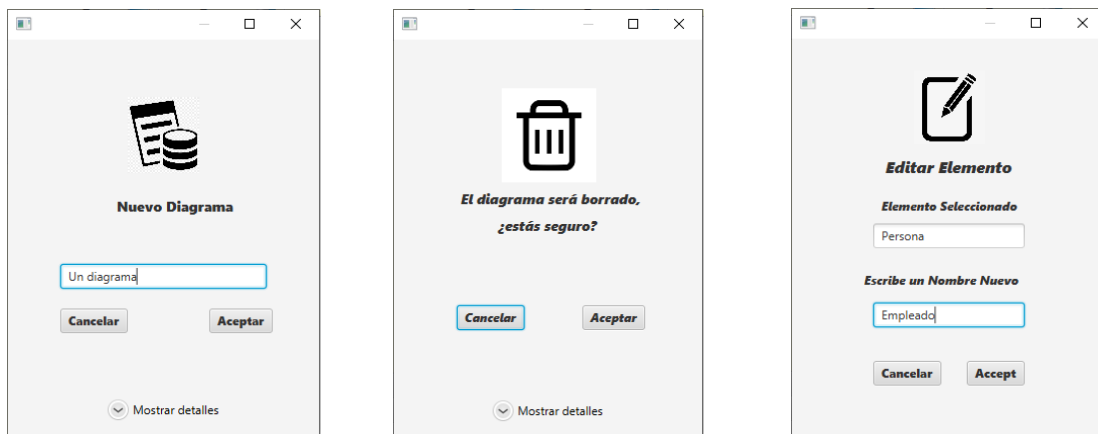 Nuevo Diagrama
Un diagrama
Cancelar
Aceptar
Mostrar detalles
El diagrama será borrado,
¿estás seguro?
Cancelar
Aceptar
Mostrar detalles
Editar Elemento
Elemento Seleccionado
Persona
Escribe un Nombre Nuevo
Empleado
Cancelar
Accept